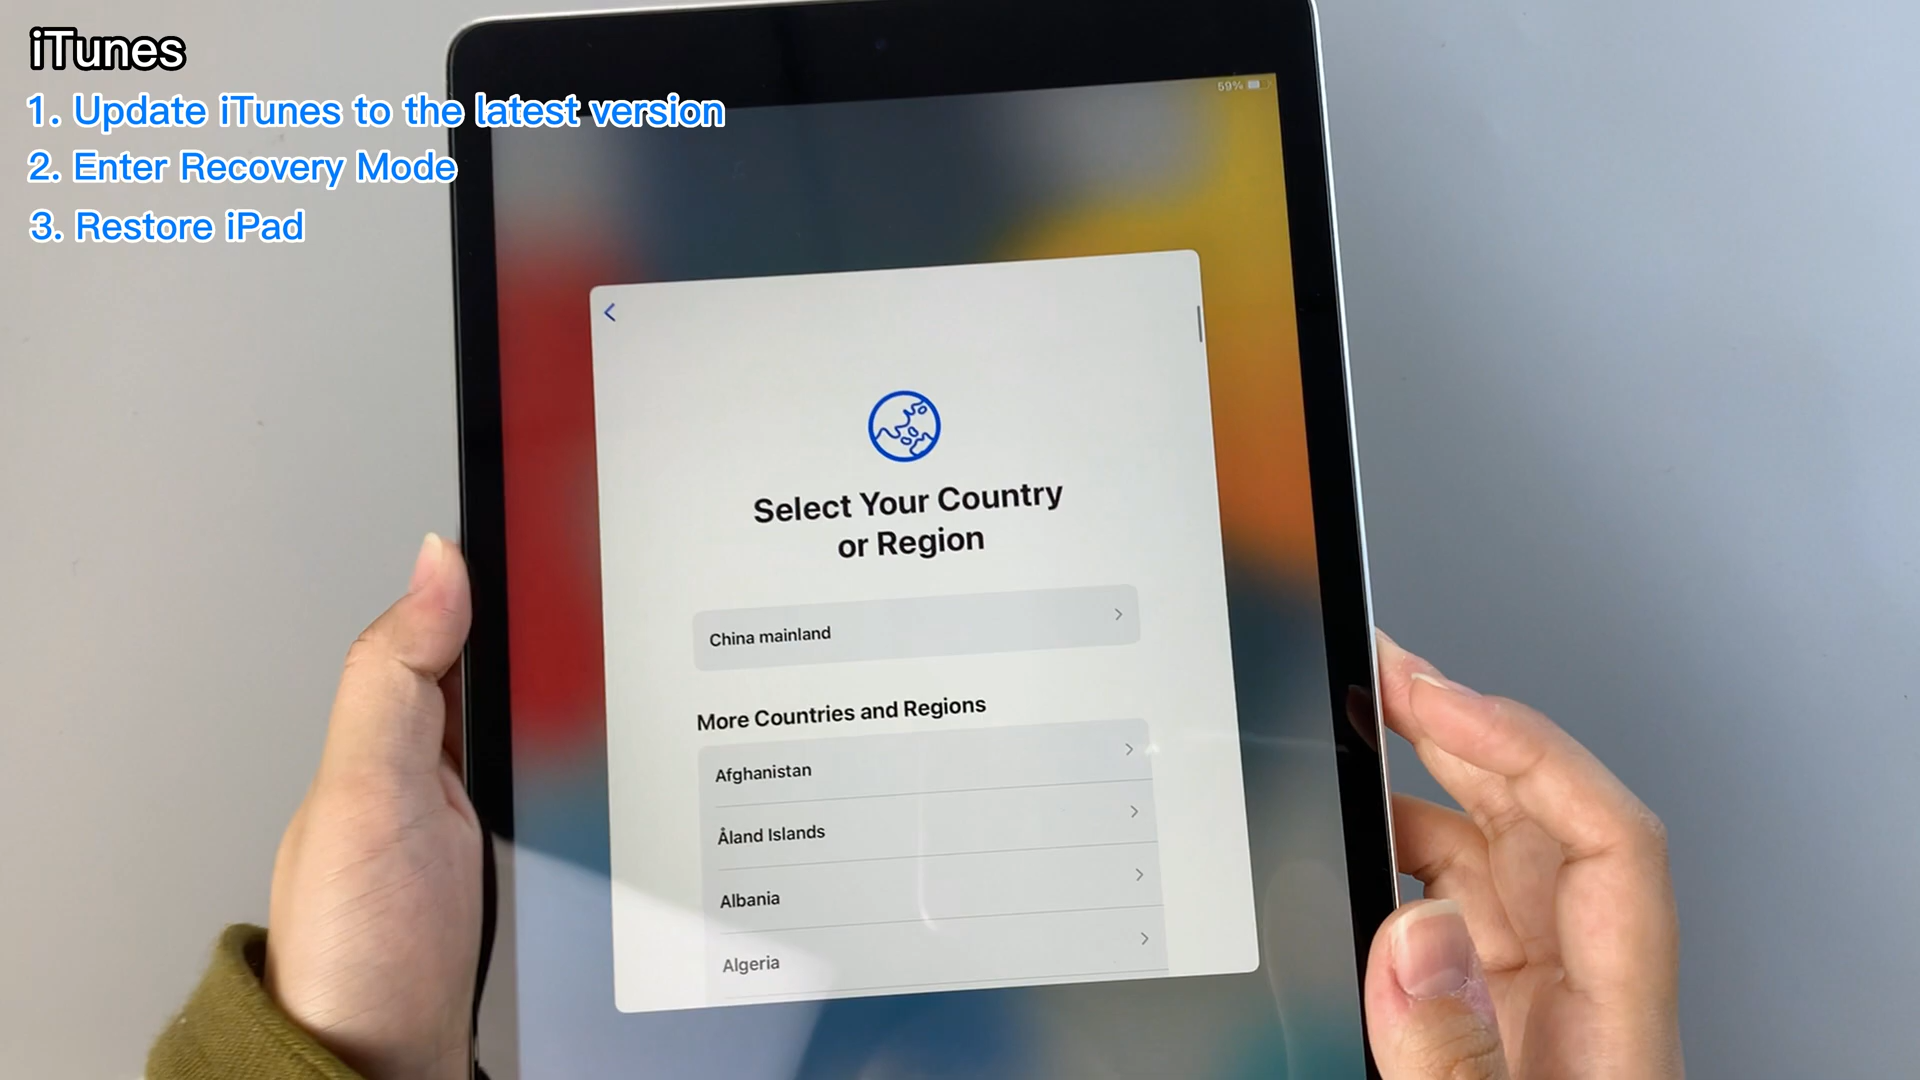 iTunes
1. Update iTunes to the latest version
2. Enter Recovery Mode
3. Restore iPad
59%
Select Your Country
or Region
China mainland
More Countries and Regions
Afghanistan
Åland Islands
Albania
Algeria